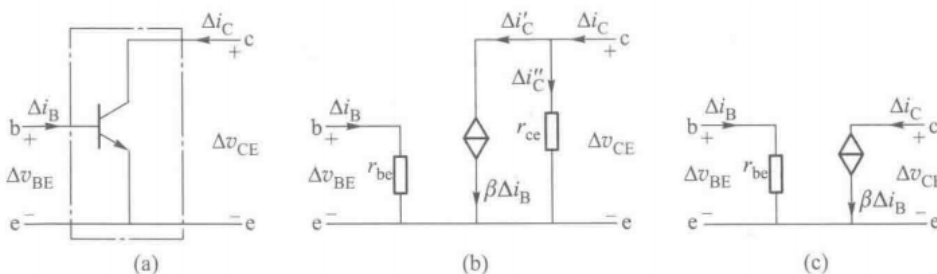 Δi_C
c
+
Δi_B
b
+
Δv_CE
Δv_BE
e
−
−
e
(a)
Δi'_C
Δi_C
c
+
Δi''_C
Δi_B
b
+
r_ce
Δv_CE
Δv_BE
r_be
βΔi_B
e
−
−
e
(b)
Δi_B
Δi_C
b
+
c
+
Δv_BE
r_be
Δv_CE
βΔi_B
e
−
−
e
(c)